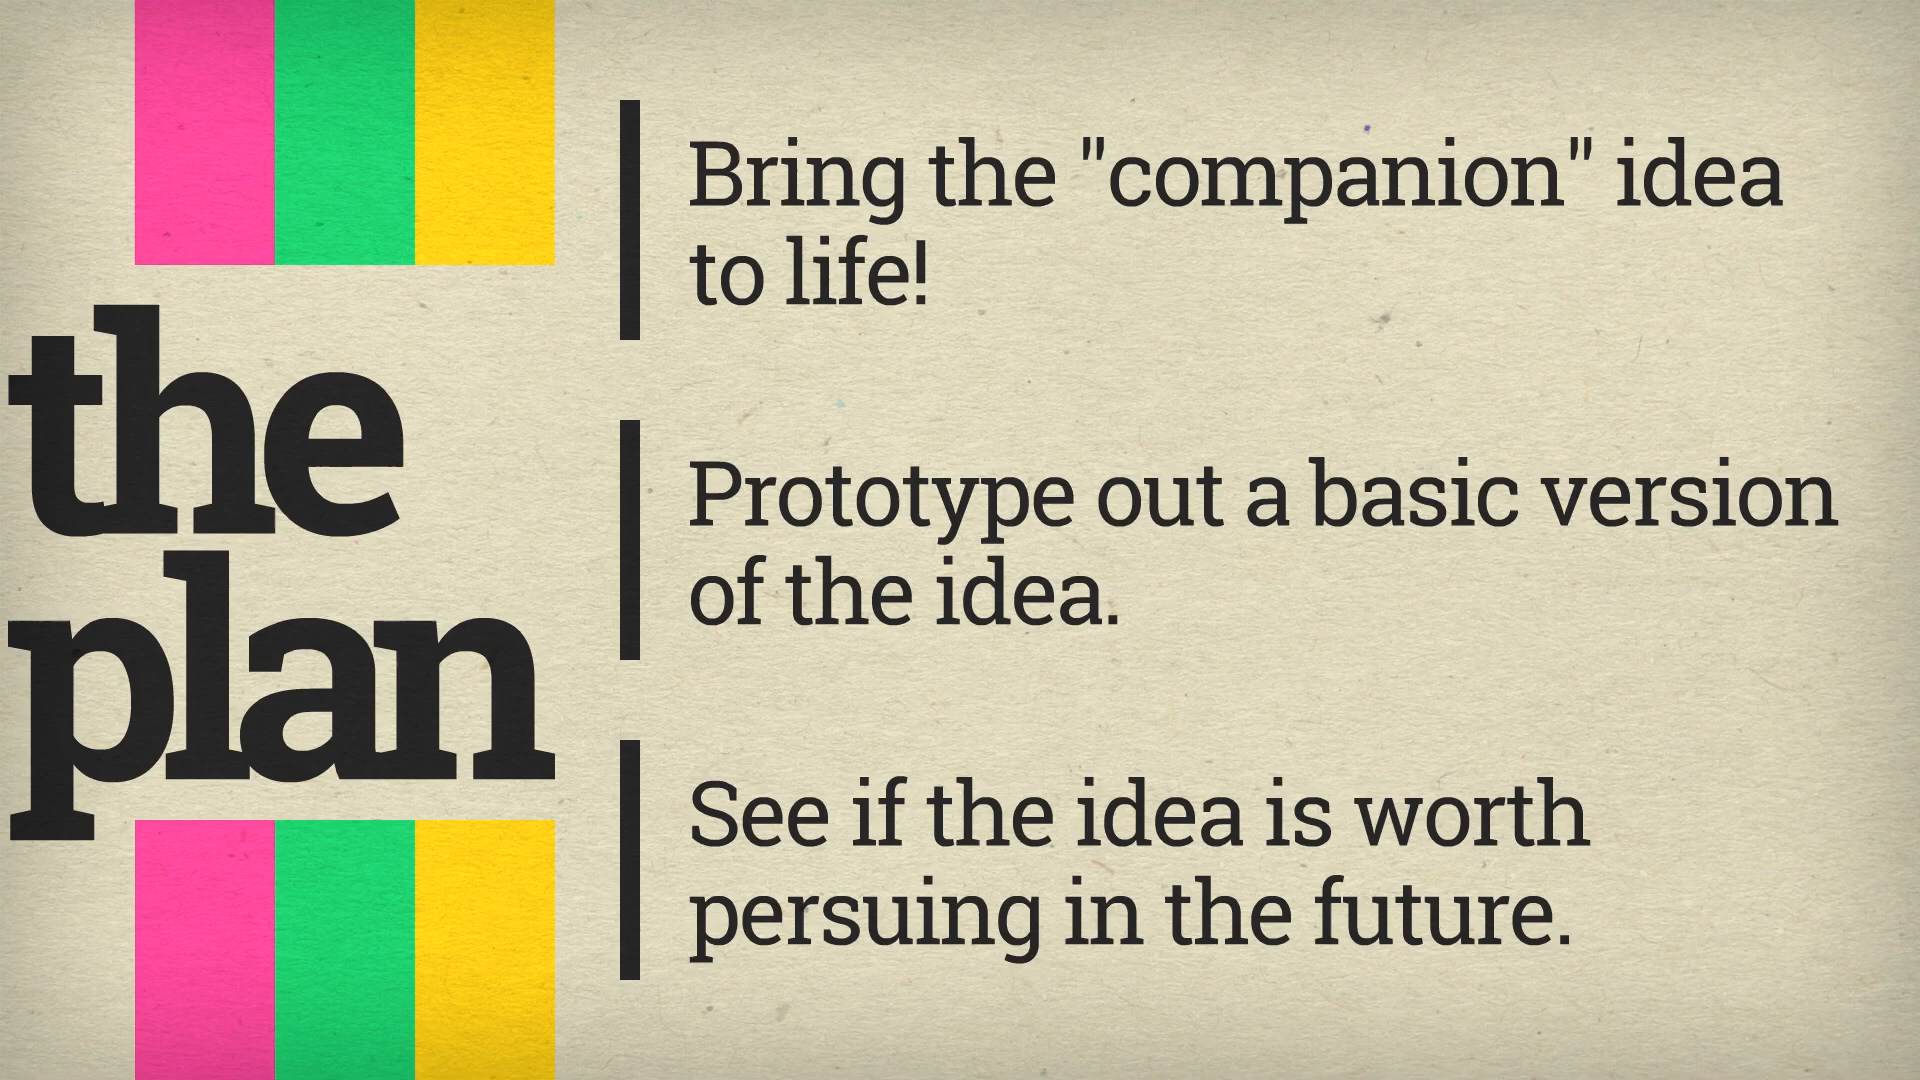 the
plan
Bring the "companion" idea
to life!
Prototype out a basic version
of the idea.
See if the idea is worth
persuing in the future.